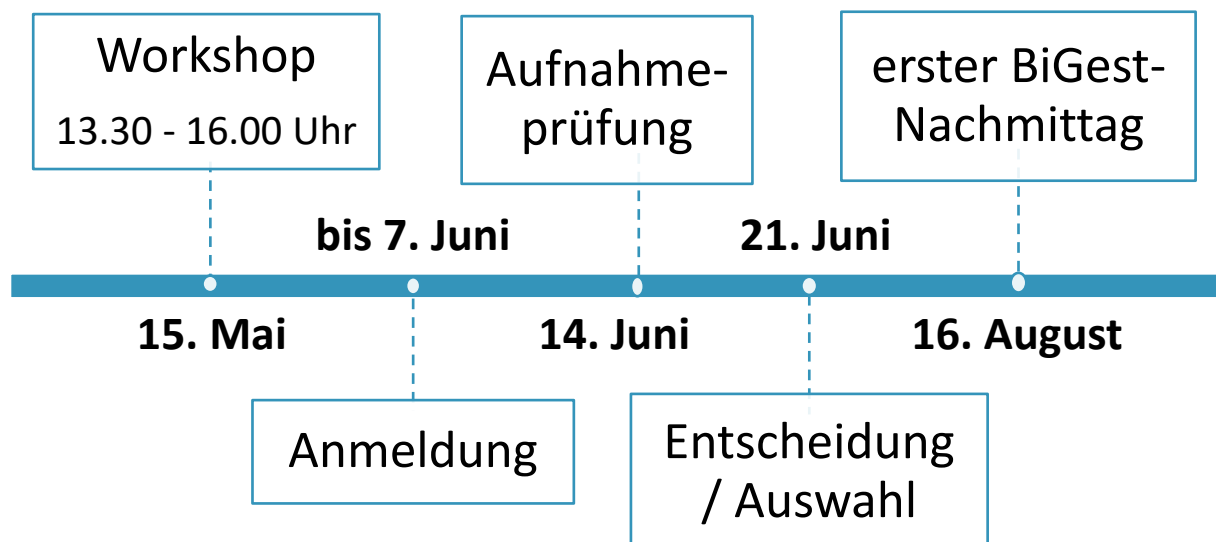 Workshop
13.30 - 16.00 Uhr
Aufnahme-
prüfung
erster BiGest-
Nachmittag
bis 7. Juni
21. Juni
15. Mai
14. Juni
16. August
Anmeldung
Entscheidung
/ Auswahl